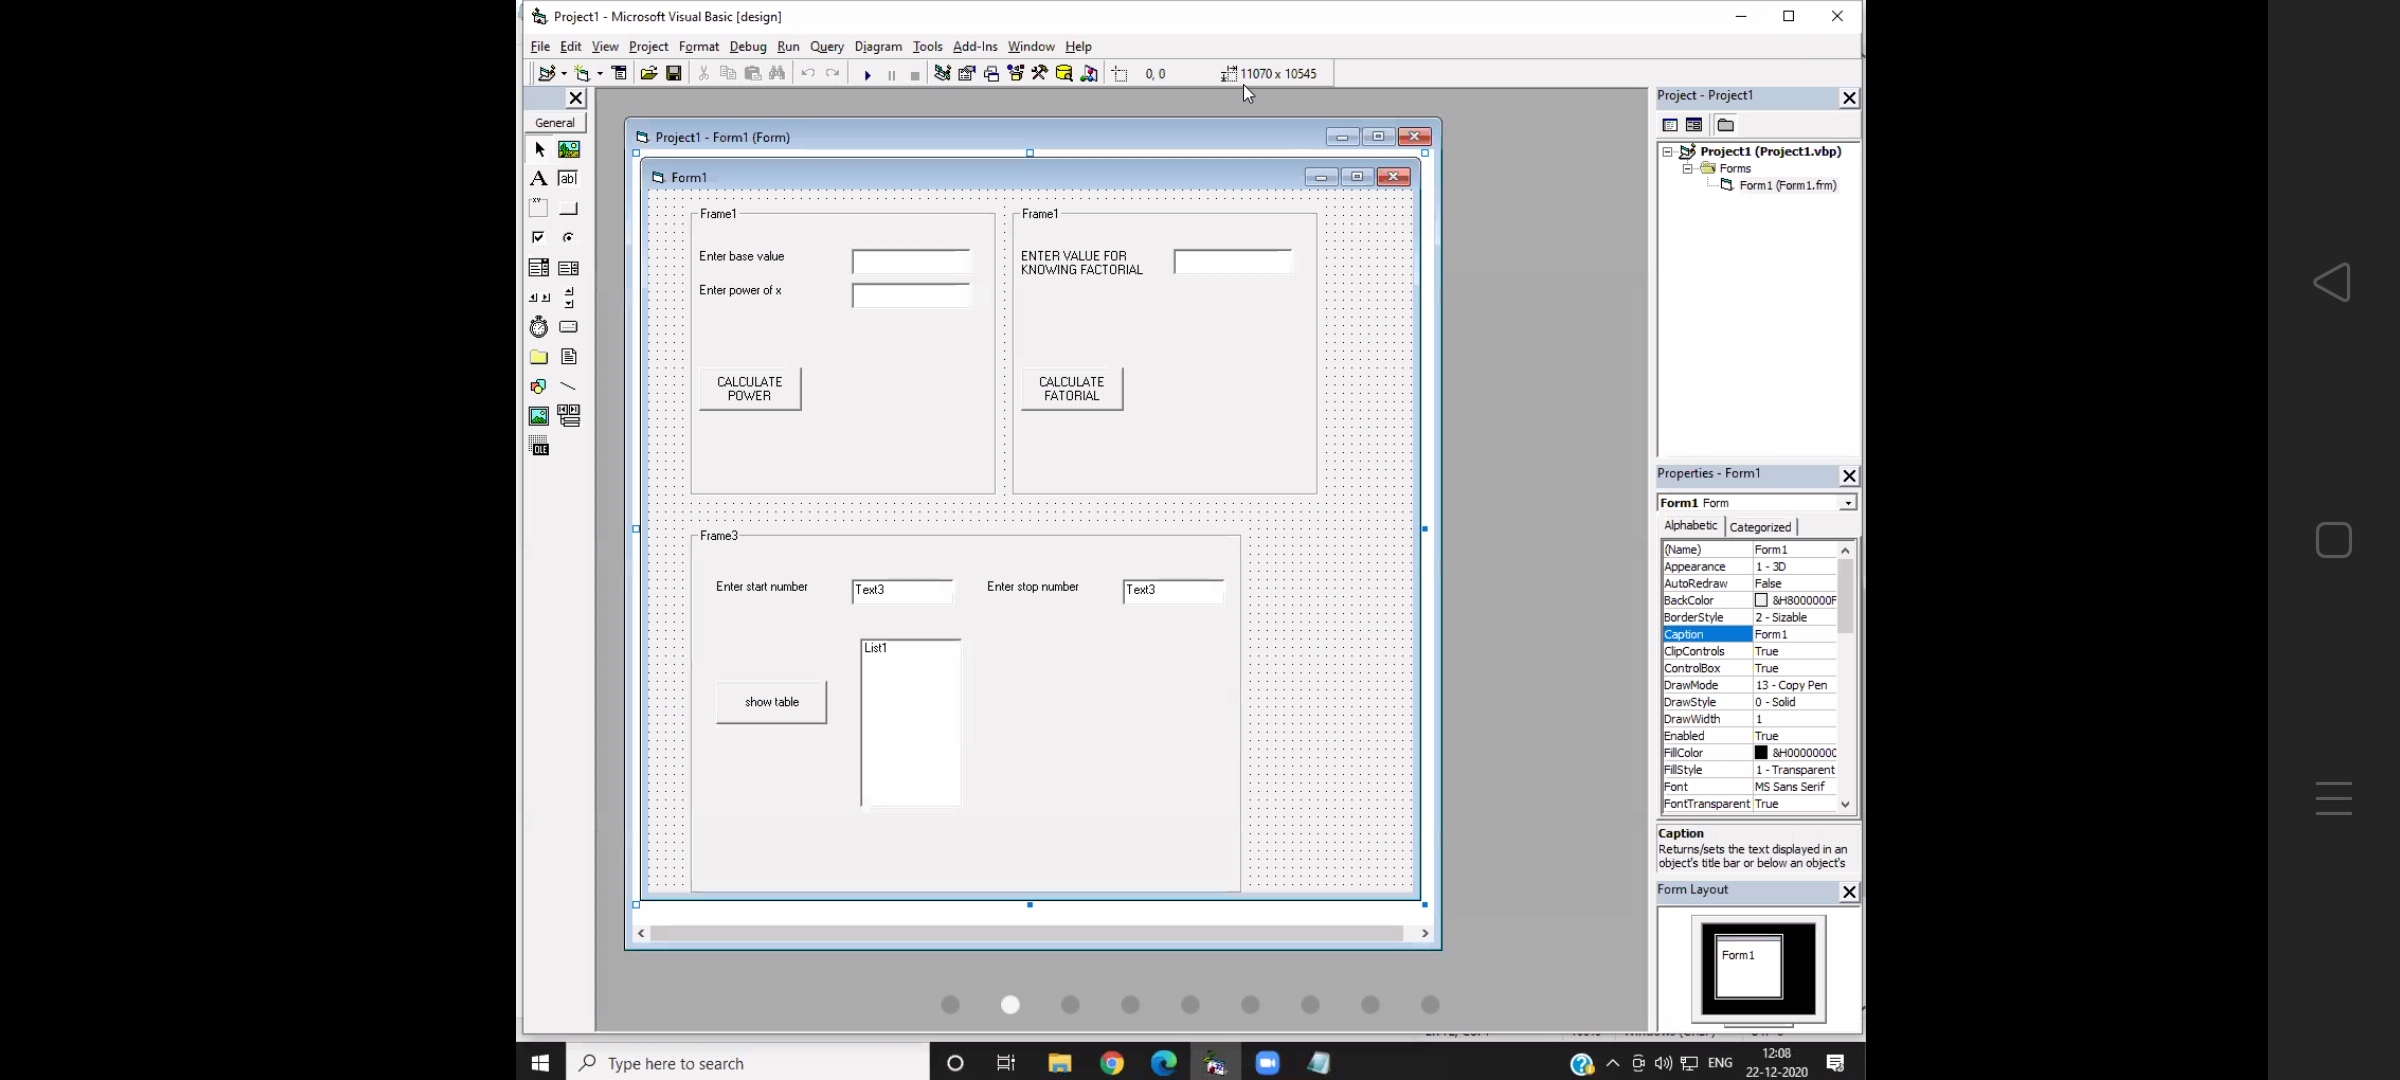 Project1 - Microsoft Visual Basic [design]
File Edit View Project Format Debug Run Query Diagram Tools Add-Ins Window Help
0, 0 11070 x 10545
General
A ab|
OLE
Project1 - Form1 (Form)
Form1
Frame1
Enter base value
Enter power of x
CALCULATE
POWER
Frame1
ENTER VALUE FOR
KNOWING FACTORIAL
CALCULATE
FATORIAL
Frame3
Enter start number Text3 Enter stop number Text3
List1
show table
Project - Project1
Project1 (Project1.vbp)
Forms
Form1 (Form1.frm)
Properties - Form1
Form1 Form
Alphabetic Categorized
(Name) Form1
Appearance 1 - 3D
AutoRedraw False
BackColor &H8000000F
BorderStyle 2 - Sizable
Caption Form1
ClipControls True
ControlBox True
DrawMode 13 - Copy Pen
DrawStyle 0 - Solid
DrawWidth 1
Enabled True
FillColor &H0000000C
FillStyle 1 - Transparent
Font MS Sans Serif
FontTransparent True
Caption
Returns/sets the text displayed in an
object's title bar or below an object's
Form Layout
Form1
Type here to search
ENG
12:08
22-12-2020